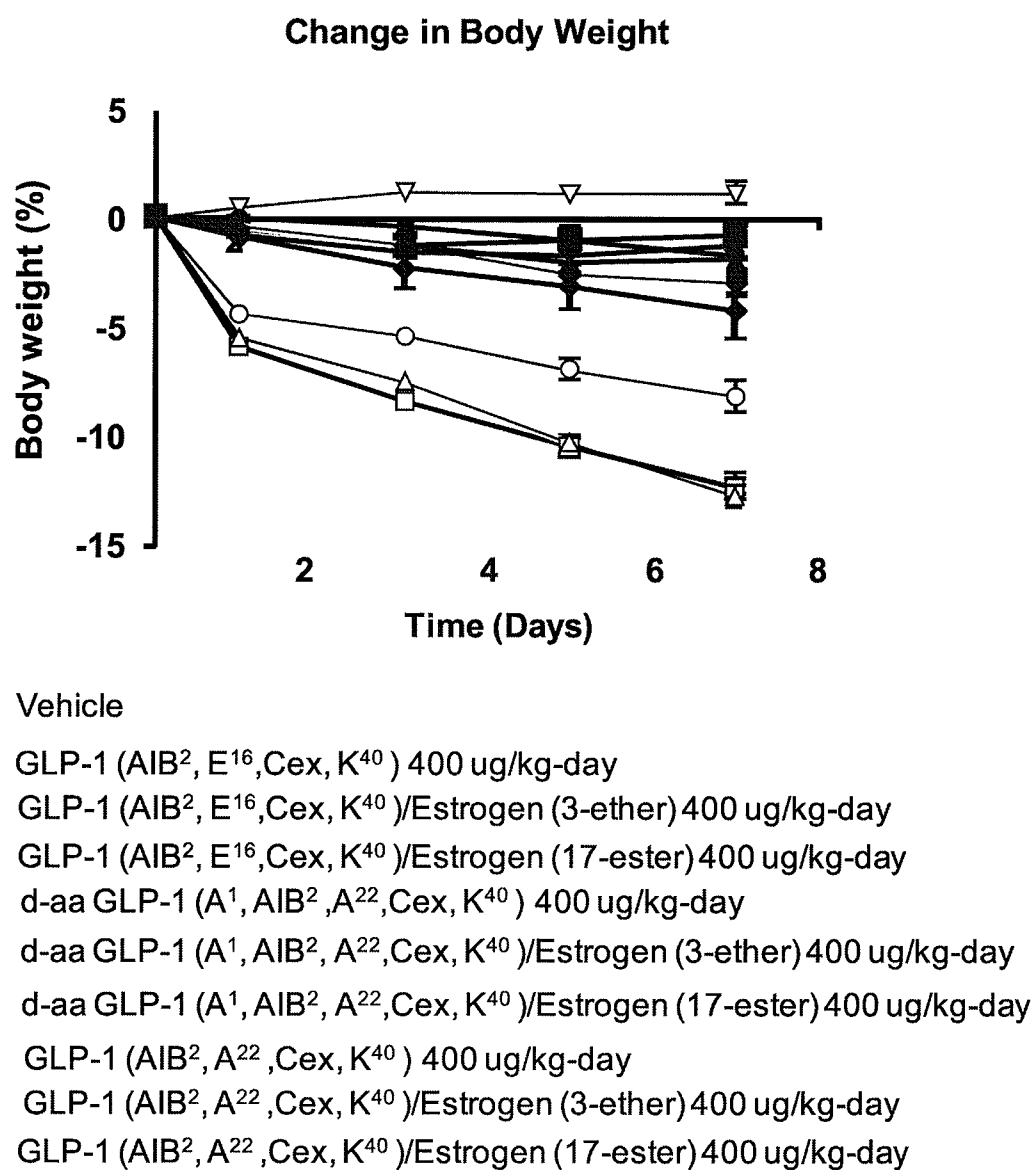 Change in Body Weight
5
0
-5
-10
-15
Body weight (%)
2 4 6 8
Time (Days)
Vehicle
GLP-1 (AIB², E¹⁶,Cex, K⁴⁰ ) 400 ug/kg-day
GLP-1 (AIB², E¹⁶,Cex, K⁴⁰ )/Estrogen (3-ether) 400 ug/kg-day
GLP-1 (AIB², E¹⁶,Cex, K⁴⁰ )/Estrogen (17-ester) 400 ug/kg-day
d-aa GLP-1 (A¹, AIB² ,A²²,Cex, K⁴⁰ ) 400 ug/kg-day
d-aa GLP-1 (A¹, AIB², A²²,Cex, K⁴⁰ )/Estrogen (3-ether) 400 ug/kg-day
d-aa GLP-1 (A¹, AIB², A²²,Cex, K⁴⁰ )/Estrogen (17-ester) 400 ug/kg-day
GLP-1 (AIB², A²² ,Cex, K⁴⁰ ) 400 ug/kg-day
GLP-1 (AIB², A²² ,Cex, K⁴⁰ )/Estrogen (3-ether) 400 ug/kg-day
GLP-1 (AIB², A²² ,Cex, K⁴⁰ )/Estrogen (17-ester) 400 ug/kg-day